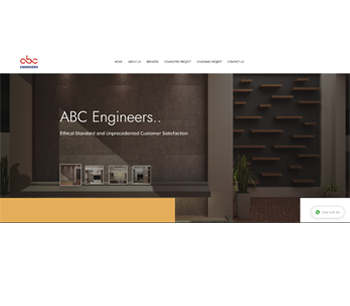 abc
ENGINEERS
HOME ABOUT US SERVICES COMPLETED PROJECT ONGOING PROJECT CONTACT US
ABC Engineers..
Ethical Standard and Unprecedented Customer Satisfaction
Chat with us